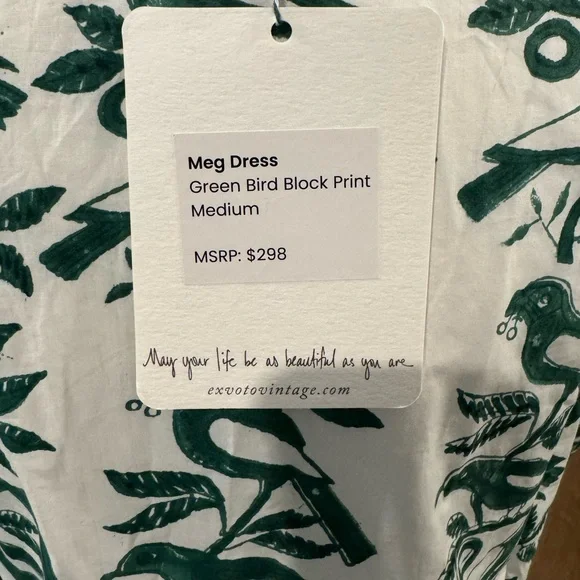 Meg Dress
Green Bird Block Print
Medium
MSRP: $298
May your life be as beautiful as you are
exvotovintage.com